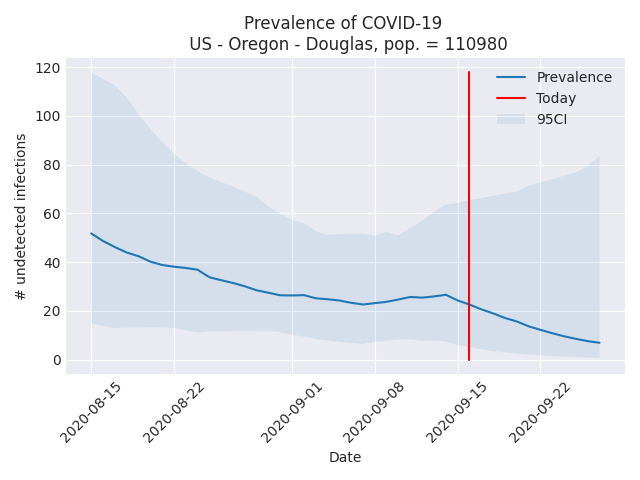 Prevalence of COVID-19
US - Oregon - Douglas, pop. = 110980
120
100
80
60
40
20
0
# undetected infections
Prevalence
Today
95CI
2020-08-15
2020-08-22
2020-09-01
2020-09-08
2020-09-15
2020-09-22
Date